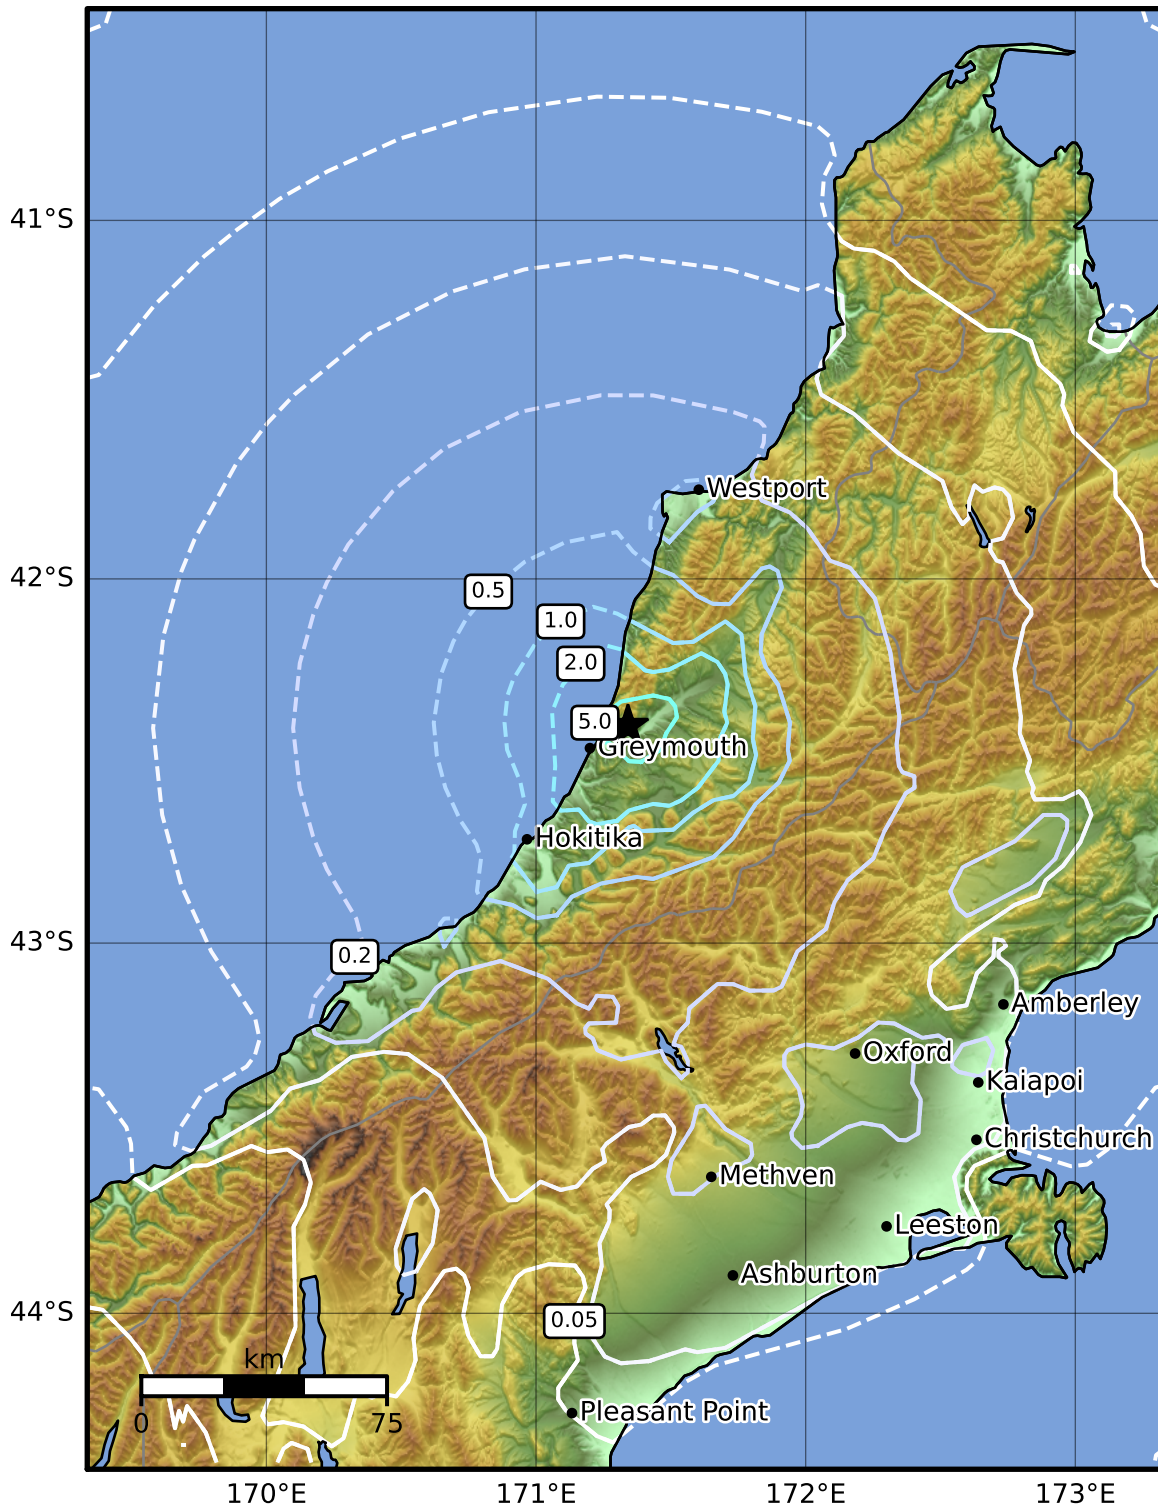 41°S
Westport
42°S
0.5
1.0
2.0
5.0
Greymouth
Hokitika
43°S
0.2
Amberley
Oxford
Kaiapoi
Christchurch
Methven
Leeston
Ashburton
44°S
0.05
km
0 75
Pleasant Point
170°E 171°E 172°E 173°E